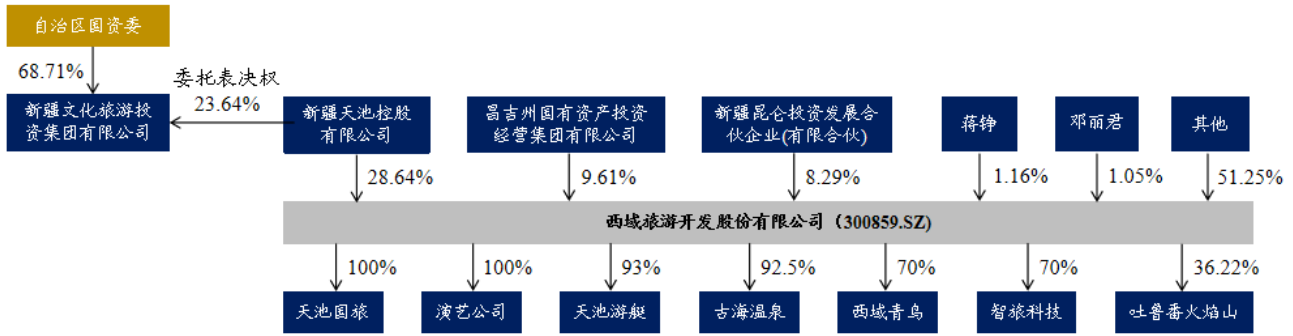 自治区国资委
68.71%
委托表决权
23.64%
新疆文化旅游投
资集团有限公司
新疆天池控股
有限公司
昌吉州国有资产投资
经营集团有限公司
新疆昆仑投资发展合
伙企业(有限合伙)
蒋铮
邓丽君
其他
28.64%
9.61%
8.29%
1.16%
1.05%
51.25%
西域旅游开发股份有限公司（300859.SZ)
100%
100%
93%
92.5%
70%
70%
36.22%
天池国旅
演艺公司
天池游艇
古海温泉
西域青鸟
智旅科技
吐鲁番火焰山